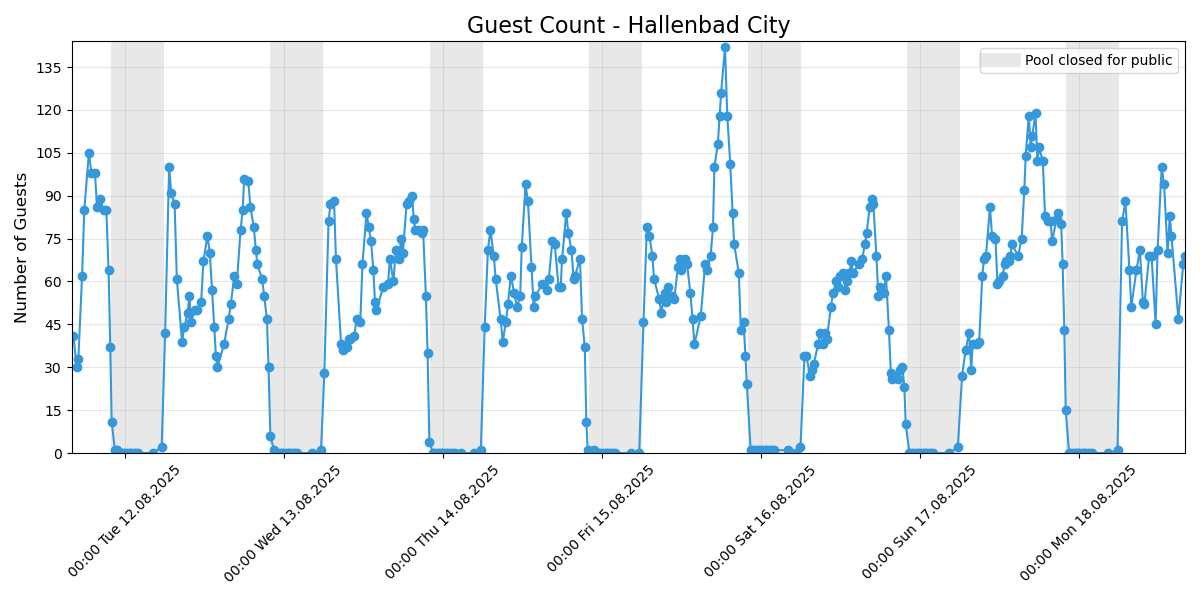 Guest Count - Hallenbad City
Pool closed for public
Number of Guests
135
120
105
90
75
60
45
30
15
0
00:00 Tue 12.08.2025
00:00 Wed 13.08.2025
00:00 Thu 14.08.2025
00:00 Fri 15.08.2025
00:00 Sat 16.08.2025
00:00 Sun 17.08.2025
00:00 Mon 18.08.2025